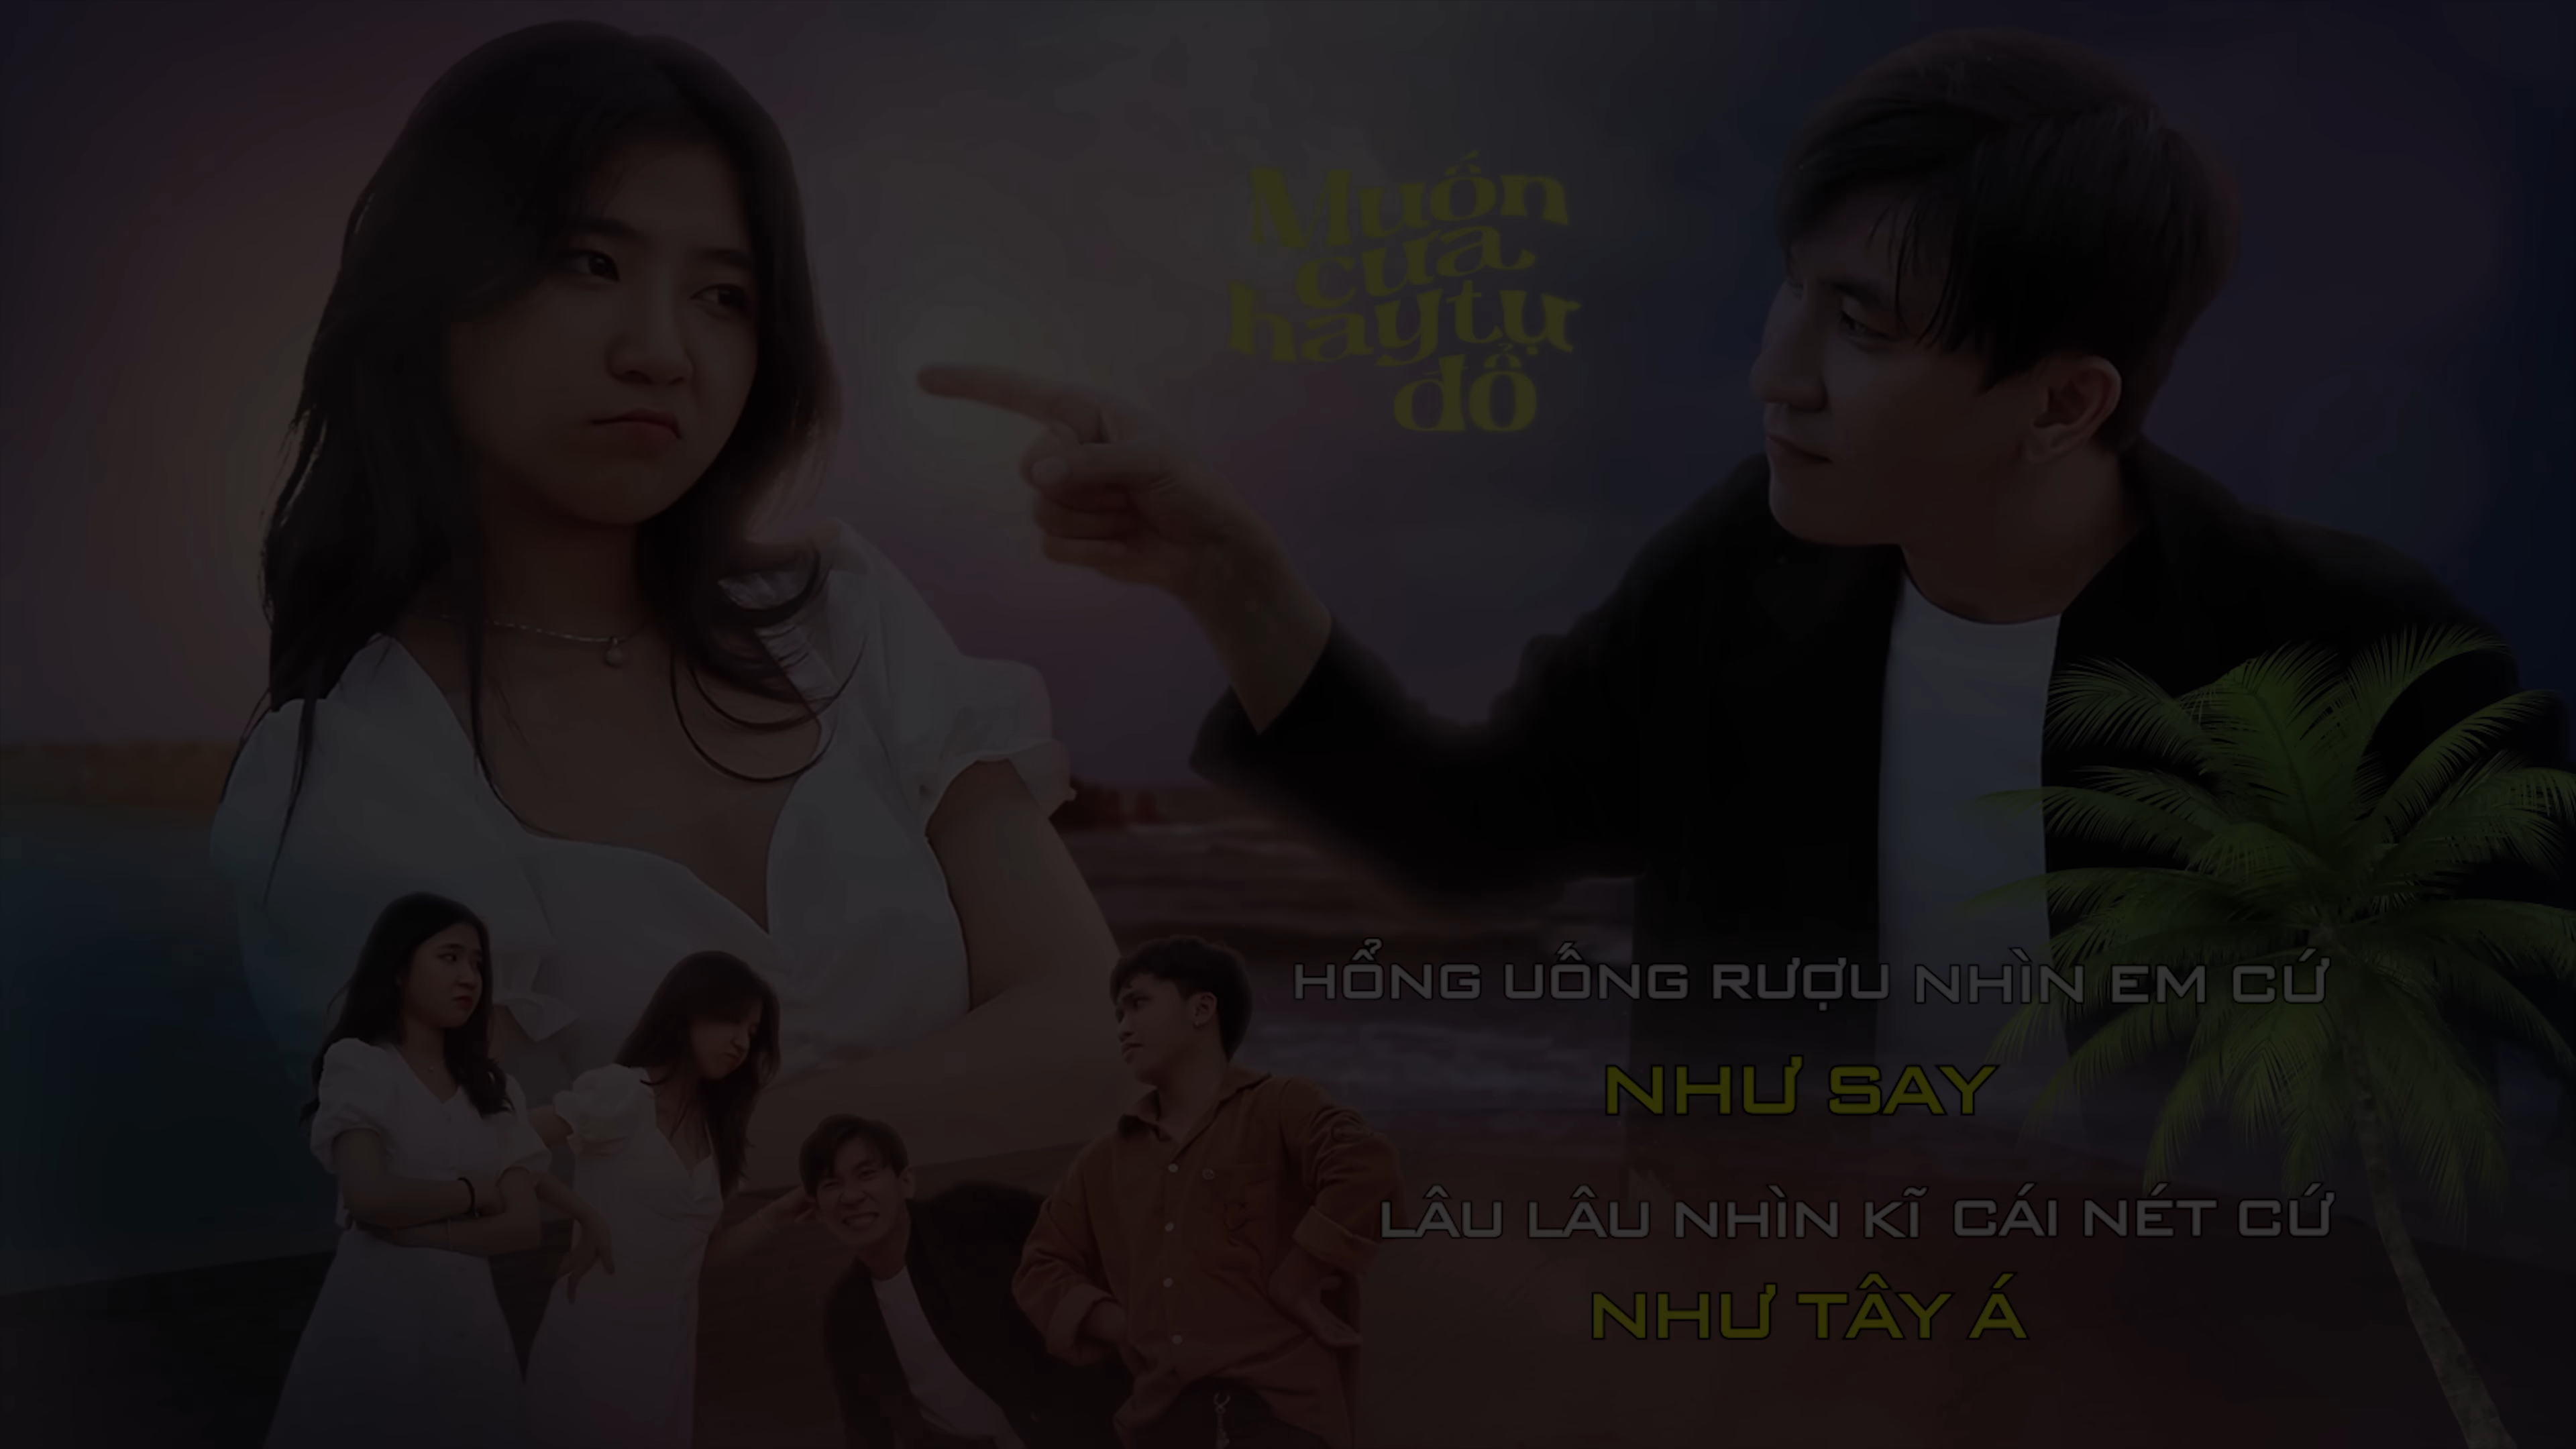 Muốn
cua
hay tự
đổ
HỔNG UỐNG RƯỢU NHÌN EM CỨ
NHƯ SAY
LÂU LÂU NHÌN KĨ CÁI NÉT CỨ
NHƯ TÂY Á